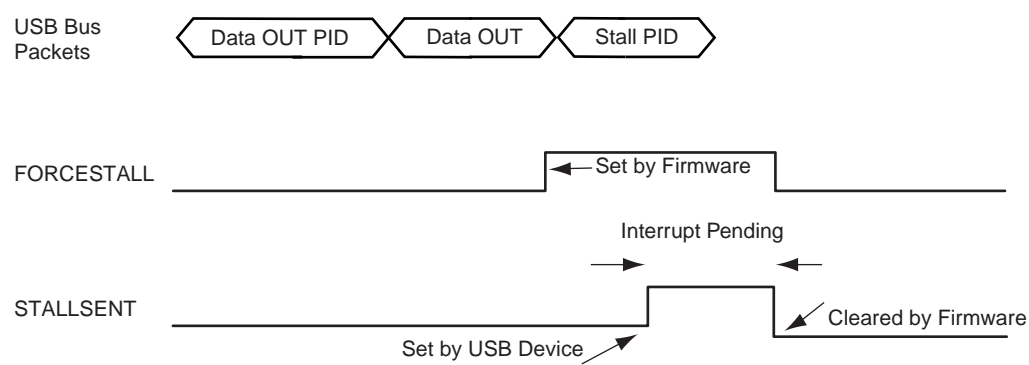 USB Bus
Packets
Data OUT PID
Data OUT
Stall PID
FORCESTALL
Set by Firmware
Interrupt Pending
STALLSENT
Cleared by Firmware
Set by USB Device